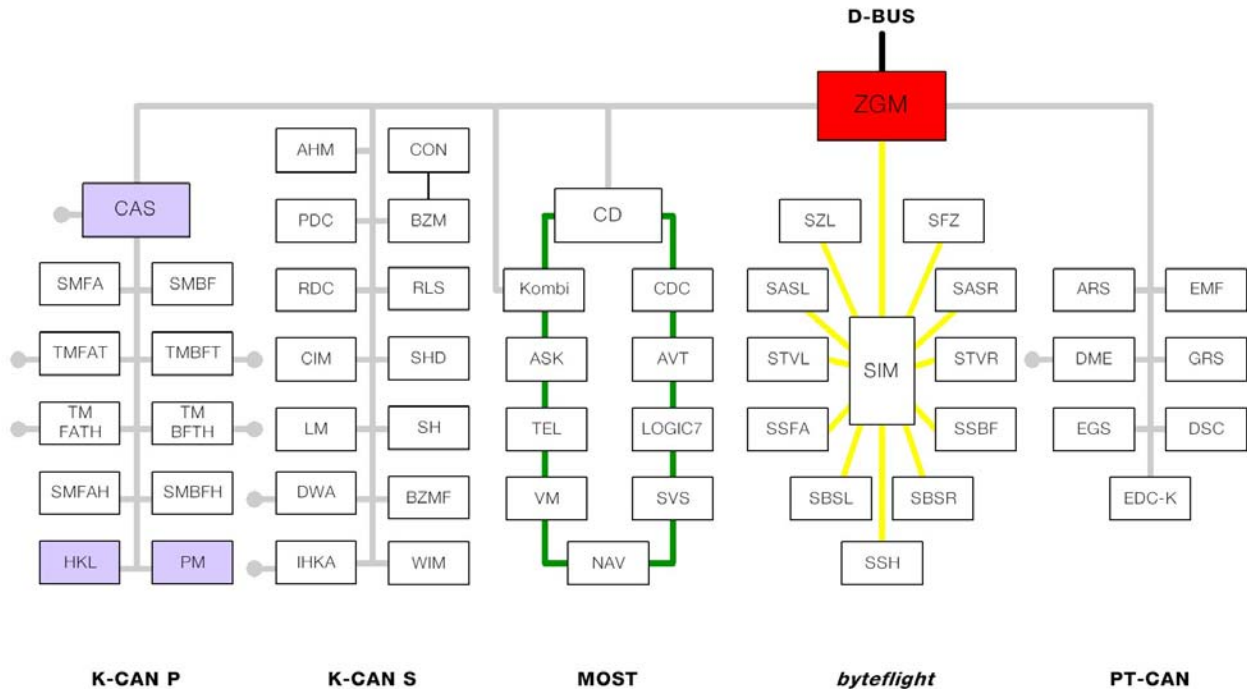 D-BUS
ZGM
AHM
CON
CAS
PDC
BZM
CD
SZL
SFZ
SMFA
SMBF
RDC
RLS
Kombi
CDC
SASL
SASR
ARS
EMF
TMFAT
TMBFT
CIM
SHD
ASK
AVT
STVL
SIM
STVR
DME
GRS
TM
FATH
TM
BFTH
LM
SH
TEL
LOGIC7
SSFA
SSBF
EGS
DSC
SMFAH
SMBFH
DWA
BZMF
VM
SVS
SBSL
SBSR
EDC-K
HKL
PM
IHKA
WIM
NAV
SSH
K-CAN P
K-CAN S
MOST
byteflight
PT-CAN